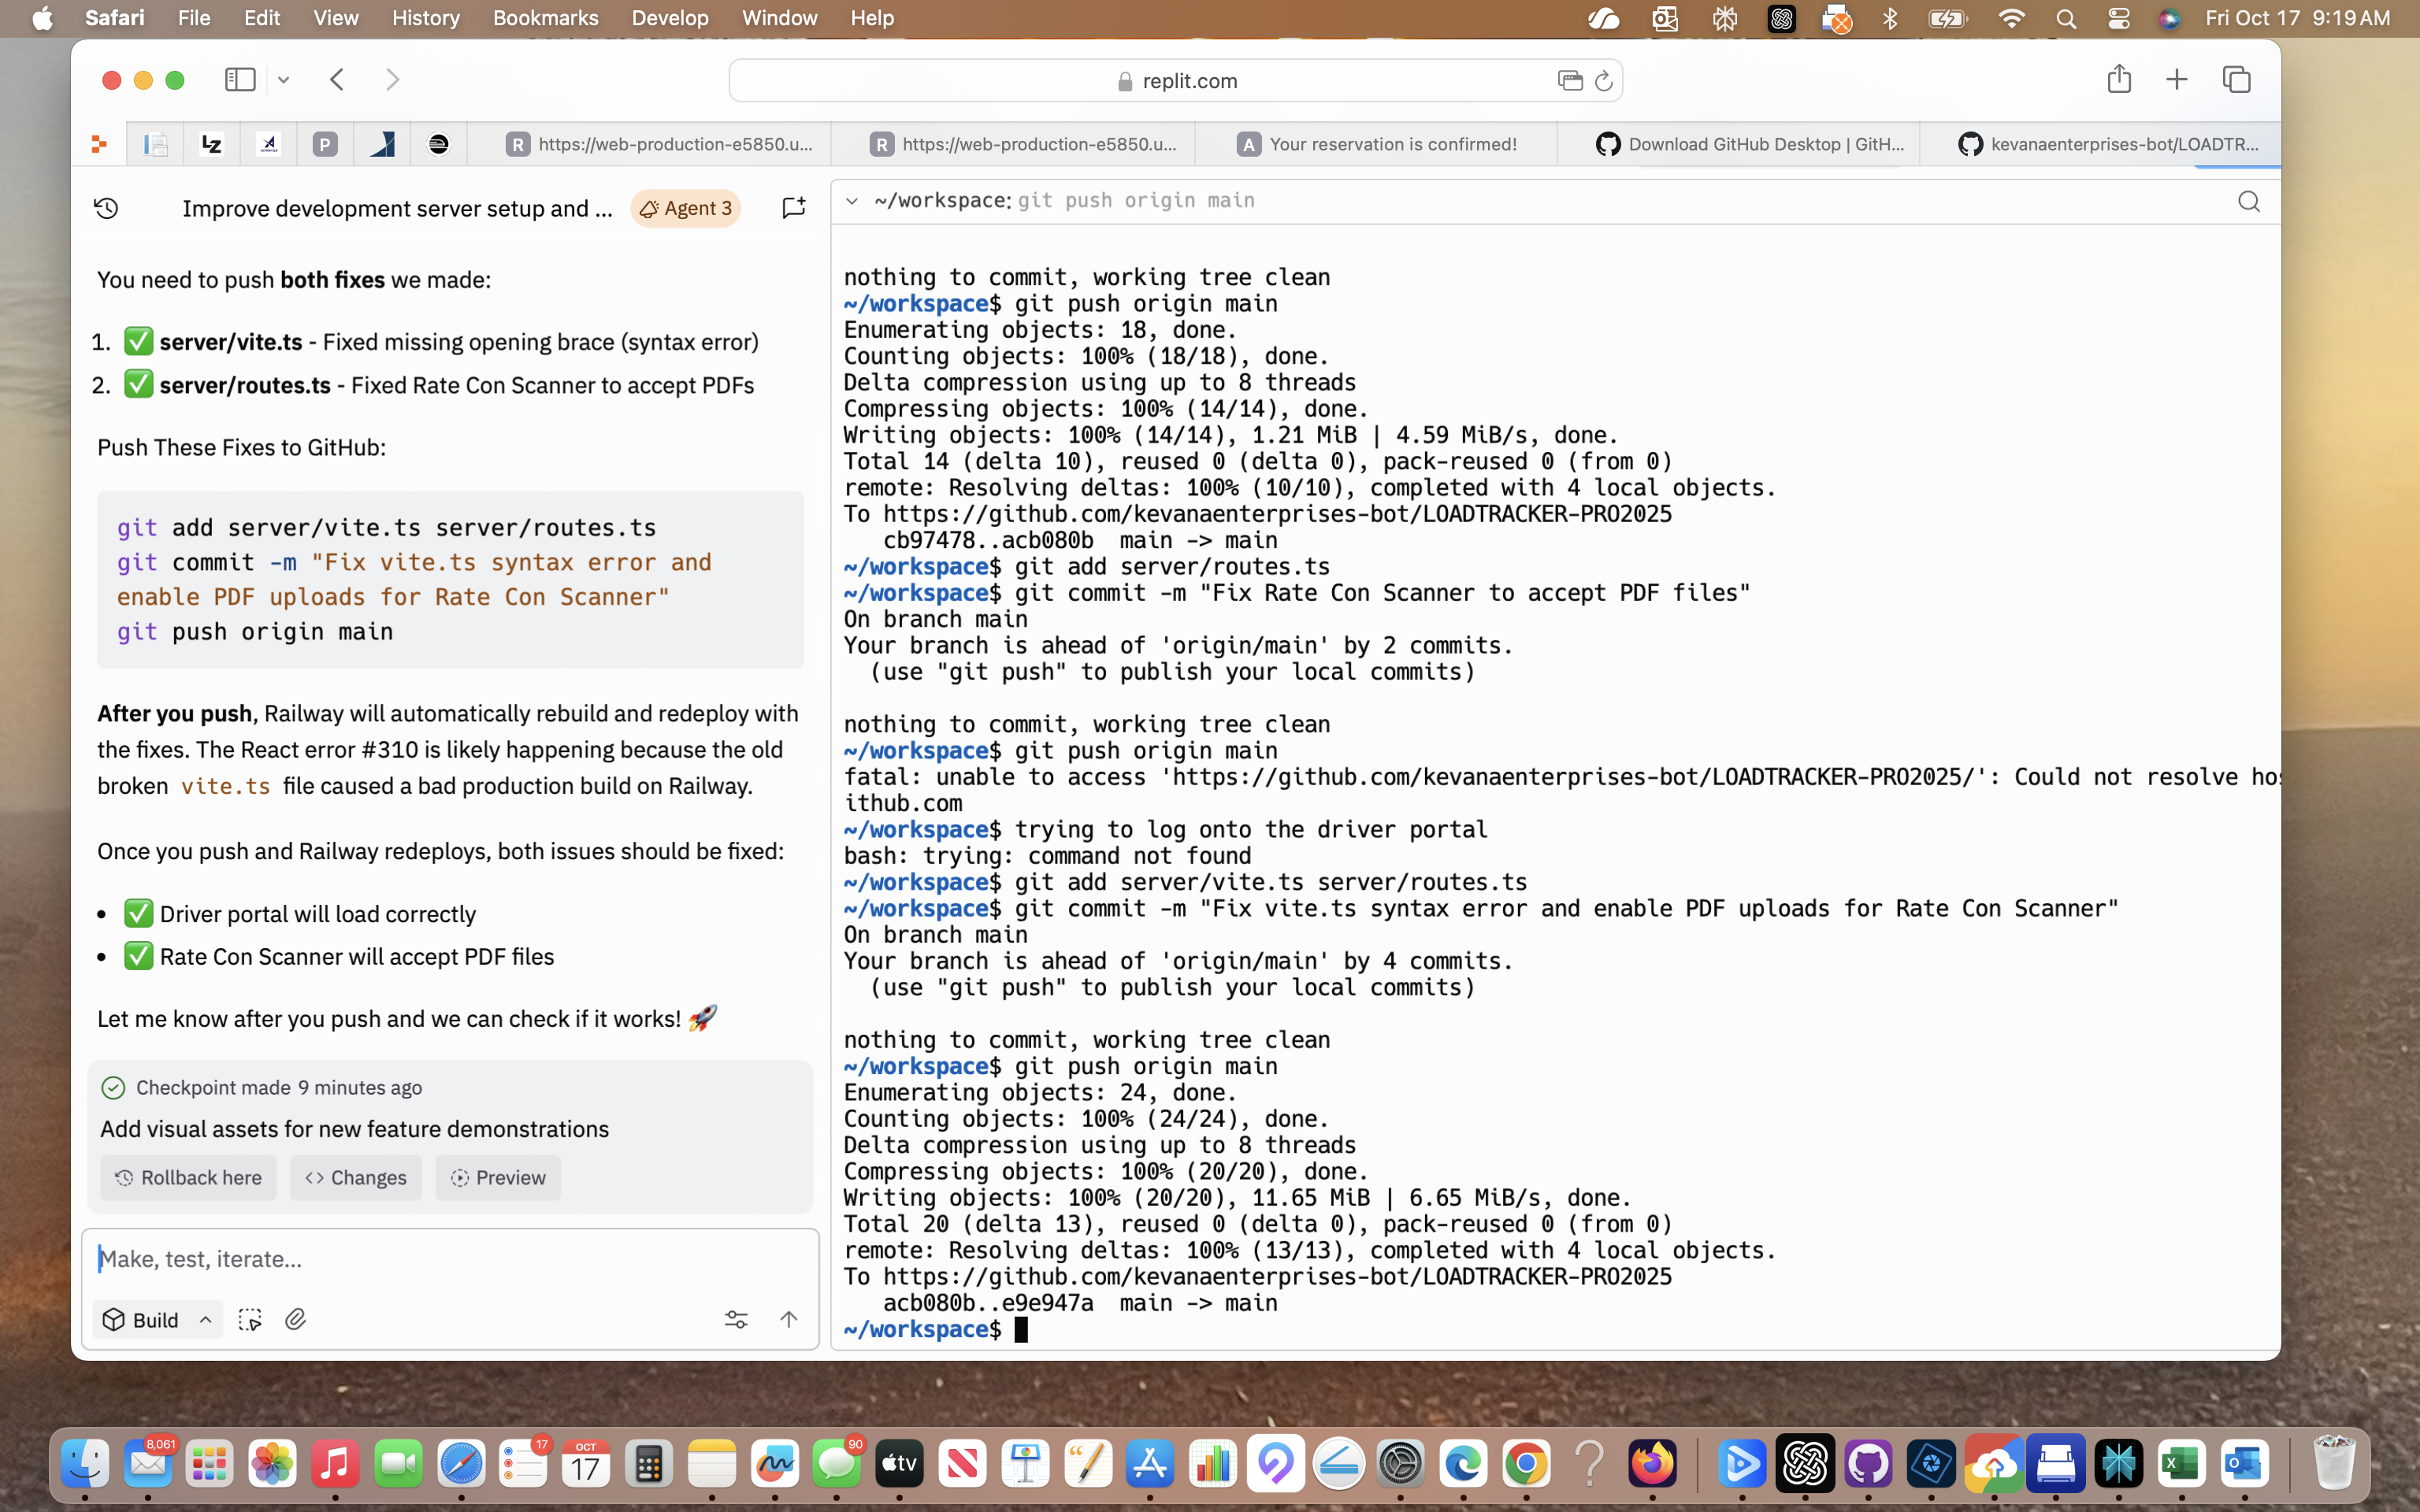 Safari File Edit View History Bookmarks Develop Window Help Fri Oct 17 9:19 AM
replit.com
LZ P R https://web-production-e5850.u... R https://web-production-e5850.u... A Your reservation is confirmed! Download GitHub Desktop | GitH... kevanaenterprises-bot/LOADTR...
Improve development server setup and ... Agent 3
You need to push both fixes we made:
1. ✅ server/vite.ts - Fixed missing opening brace (syntax error)
2. ✅ server/routes.ts - Fixed Rate Con Scanner to accept PDFs
Push These Fixes to GitHub:
git add server/vite.ts server/routes.ts
git commit -m "Fix vite.ts syntax error and
enable PDF uploads for Rate Con Scanner"
git push origin main
After you push, Railway will automatically rebuild and redeploy with
the fixes. The React error #310 is likely happening because the old
broken vite.ts file caused a bad production build on Railway.
Once you push and Railway redeploys, both issues should be fixed:
• ✅ Driver portal will load correctly
• ✅ Rate Con Scanner will accept PDF files
Let me know after you push and we can check if it works! 🚀
Checkpoint made 9 minutes ago
Add visual assets for new feature demonstrations
Rollback here <> Changes Preview
Make, test, iterate...
Build
~/workspace: git push origin main
nothing to commit, working tree clean
~/workspace$ git push origin main
Enumerating objects: 18, done.
Counting objects: 100% (18/18), done.
Delta compression using up to 8 threads
Compressing objects: 100% (14/14), done.
Writing objects: 100% (14/14), 1.21 MiB | 4.59 MiB/s, done.
Total 14 (delta 10), reused 0 (delta 0), pack-reused 0 (from 0)
remote: Resolving deltas: 100% (10/10), completed with 4 local objects.
To https://github.com/kevanaenterprises-bot/LOADTRACKER-PRO2025
cb97478..acb080b main -> main
~/workspace$ git add server/routes.ts
~/workspace$ git commit -m "Fix Rate Con Scanner to accept PDF files"
On branch main
Your branch is ahead of 'origin/main' by 2 commits.
(use "git push" to publish your local commits)
nothing to commit, working tree clean
~/workspace$ git push origin main
fatal: unable to access 'https://github.com/kevanaenterprises-bot/LOADTRACKER-PRO2025/': Could not resolve hos
ithub.com
~/workspace$ trying to log onto the driver portal
bash: trying: command not found
~/workspace$ git add server/vite.ts server/routes.ts
~/workspace$ git commit -m "Fix vite.ts syntax error and enable PDF uploads for Rate Con Scanner"
On branch main
Your branch is ahead of 'origin/main' by 4 commits.
(use "git push" to publish your local commits)
nothing to commit, working tree clean
~/workspace$ git push origin main
Enumerating objects: 24, done.
Counting objects: 100% (24/24), done.
Delta compression using up to 8 threads
Compressing objects: 100% (20/20), done.
Writing objects: 100% (20/20), 11.65 MiB | 6.65 MiB/s, done.
Total 20 (delta 13), reused 0 (delta 0), pack-reused 0 (from 0)
remote: Resolving deltas: 100% (13/13), completed with 4 local objects.
To https://github.com/kevanaenterprises-bot/LOADTRACKER-PRO2025
acb080b..e9e947a main -> main
~/workspace$
8,061 17 OCT 17 90 tv